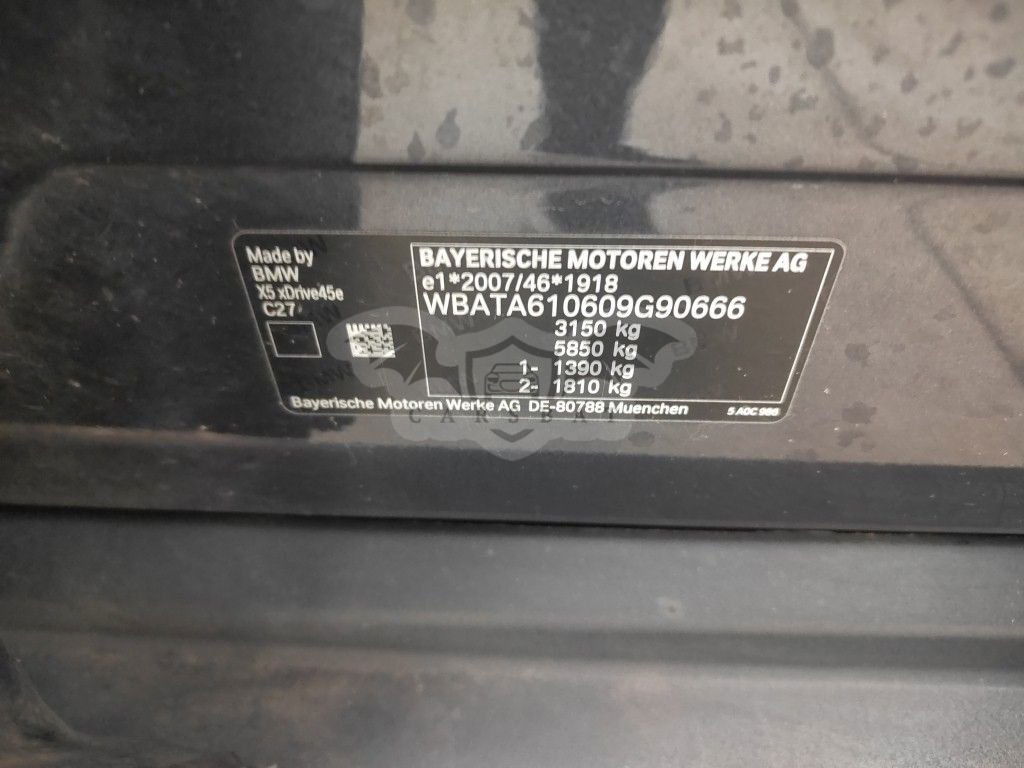 Made by
BMW
X5 xDrive45e
C27
BAYERISCHE MOTOREN WERKE AG
e1*2007/46*1918
WBATA610609G90666
3150 kg
5850 kg
1- 1390 kg
2- 1810 kg
Bayerische Motoren Werke AG DE-80788 Muenchen
5 A0C 986
CARSBAY